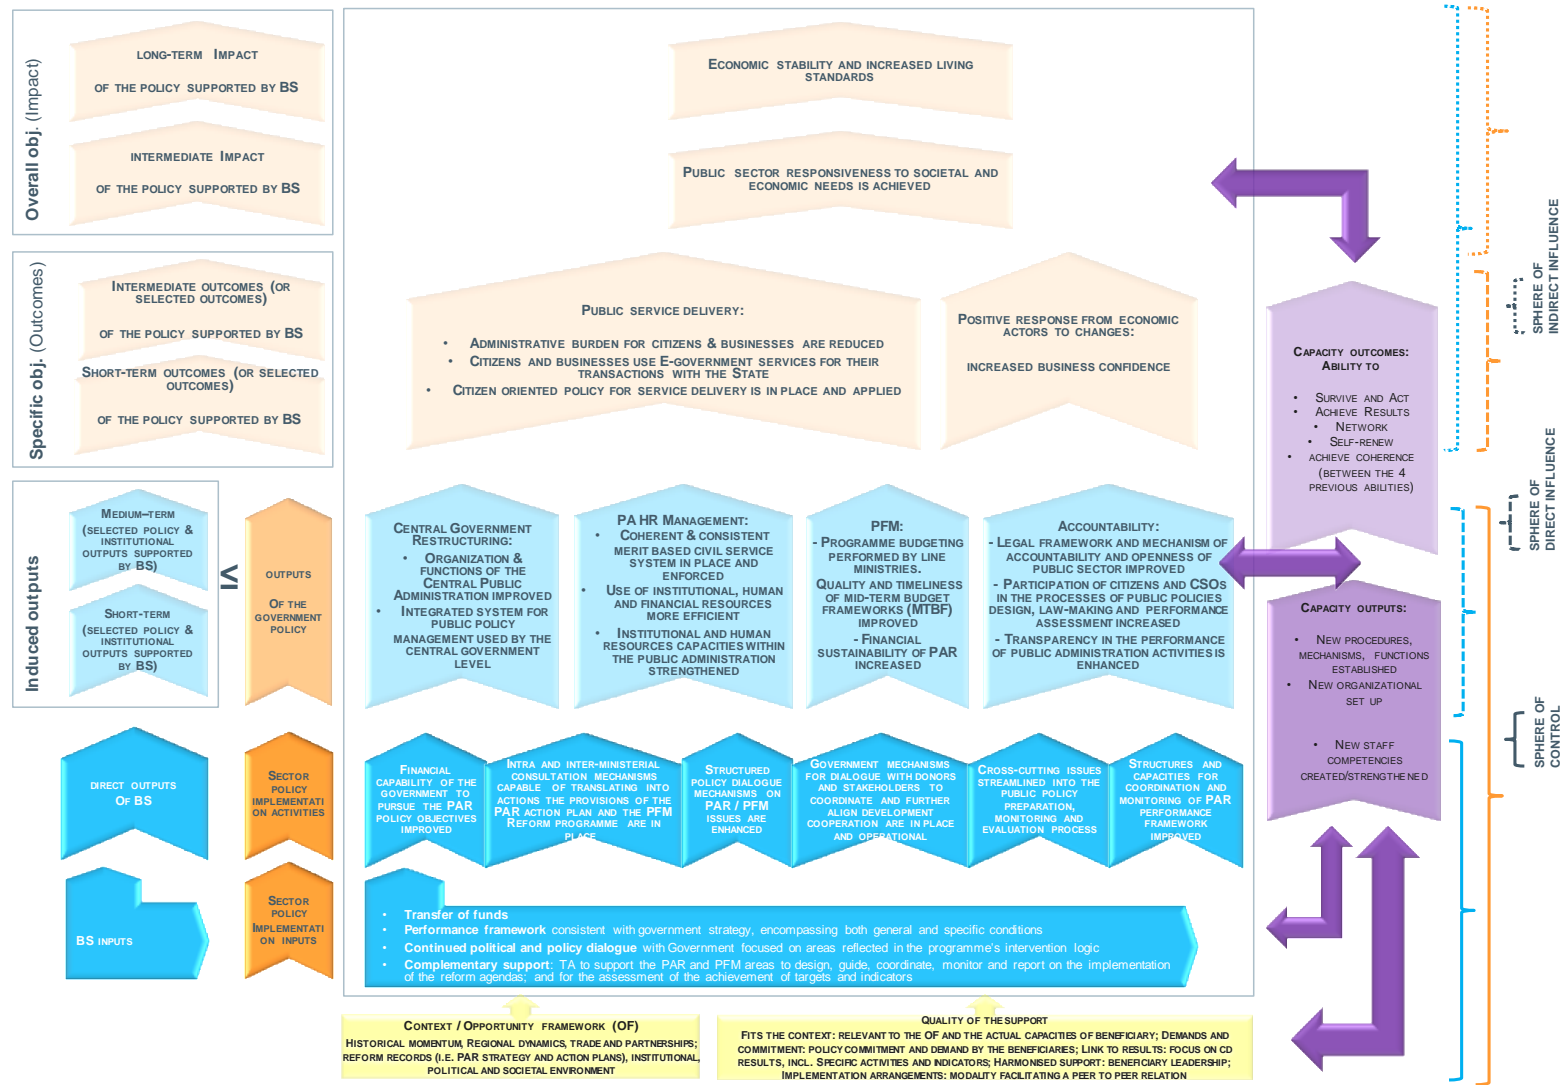 Overall obj. (Impact)
LONG-TERM IMPACT
OF THE POLICY SUPPORTED BY BS
INTERMEDIATE IMPACT
OF THE POLICY SUPPORTED BY BS
ECONOMIC STABILITY AND INCREASED LIVING
STANDARDS
PUBLIC SECTOR RESPONSIVENESS TO SOCIETAL AND
ECONOMIC NEEDS IS ACHIEVED
Specific obj. (Outcomes)
INTERMEDIATE OUTCOMES (OR
SELECTED OUTCOMES)
OF THE POLICY SUPPORTED BY BS
SHORT-TERM OUTCOMES (OR SELECTED
OUTCOMES)
OF THE POLICY SUPPORTED BY BS
PUBLIC SERVICE DELIVERY:
• ADMINISTRATIVE BURDEN FOR CITIZENS & BUSINESSES ARE REDUCED
• CITIZENS AND BUSINESSES USE E-GOVERNMENT SERVICES FOR THEIR
TRANSACTIONS WITH THE STATE
• CITIZEN ORIENTED POLICY FOR SERVICE DELIVERY IS IN PLACE AND APPLIED
POSITIVE RESPONSE FROM ECONOMIC
ACTORS TO CHANGES:
INCREASED BUSINESS CONFIDENCE
CAPACITY OUTCOMES:
ABILITY TO
• SURVIVE AND ACT
• ACHIEVE RESULTS
• NETWORK
• SELF-RENEW
• ACHIEVE COHERENCE
(BETWEEN THE 4
PREVIOUS ABILITIES)
SPHERE OF
INDIRECT INFLUENCE
SPHERE OF
DIRECT INFLUENCE
SPHERE OF
CONTROL
Induced outputs
MEDIUM–TERM
(SELECTED POLICY &
INSTITUTIONAL
OUTPUTS SUPPORTED
BY BS)
SHORT-TERM
(SELECTED POLICY &
INSTITUTIONAL
OUTPUTS SUPPORTED
BY BS)
≤
OUTPUTS
OF THE
GOVERNMENT
POLICY
CENTRAL GOVERNMENT
RESTRUCTURING:
• ORGANIZATION &
FUNCTIONS OF THE
CENTRAL PUBLIC
ADMINISTRATION IMPROVED
• INTEGRATED SYSTEM FOR
PUBLIC POLICY
MANAGEMENT USED BY THE
CENTRAL GOVERNMENT
LEVEL
PA HR MANAGEMENT:
• COHERENT & CONSISTENT
MERIT BASED CIVIL SERVICE
SYSTEM IN PLACE AND
ENFORCED
• USE OF INSTITUTIONAL, HUMAN
AND FINANCIAL RESOURCES
MORE EFFICIENT
• INSTITUTIONAL AND HUMAN
RESOURCES CAPACITIES WITHIN
THE PUBLIC ADMINISTRATION
STRENGTHENED
PFM:
- PROGRAMME BUDGETING
PERFORMED BY LINE
MINISTRIES.
QUALITY AND TIMELINESS
OF MID-TERM BUDGET
FRAMEWORKS (MTBF)
IMPROVED
- FINANCIAL
SUSTAINABILITY OF PAR
INCREASED
ACCOUNTABILITY:
- LEGAL FRAMEWORK AND MECHANISM OF
ACCOUNTABILITY AND OPENNESS OF
PUBLIC SECTOR IMPROVED
- PARTICIPATION OF CITIZENS AND CSOS
IN THE PROCESSES OF PUBLIC POLICIES
DESIGN, LAW-MAKING AND PERFORMANCE
ASSESSMENT INCREASED
- TRANSPARENCY IN THE PERFORMANCE
OF PUBLIC ADMINISTRATION ACTIVITIES IS
ENHANCED
CAPACITY OUTPUTS:
• NEW PROCEDURES,
MECHANISMS, FUNCTIONS
ESTABLISHED
• NEW ORGANIZATIONAL
SET UP
• NEW STAFF
COMPETENCIES
CREATED/STRENGTHENED
DIRECT OUTPUTS
OF BS
SECTOR
POLICY
IMPLEMENTATI
ON ACTIVITIES
FINANCIAL
CAPABILITY OF THE
GOVERNMENT TO
PURSUE THE PAR
POLICY OBJECTIVES
IMPROVED
INTRA AND INTER-MINISTERIAL
CONSULTATION MECHANISMS
CAPABLE OF TRANSLATING INTO
ACTIONS THE PROVISIONS OF THE
PAR ACTION PLAN AND THE PFM
REFORM PROGRAMME ARE IN
PLACE
STRUCTURED
POLICY DIALOGUE
MECHANISMS ON
PAR / PFM
ISSUES ARE
ENHANCED
GOVERNMENT MECHANISMS
FOR DIALOGUE WITH DONORS
AND STAKEHOLDERS TO
COORDINATE AND FURTHER
ALIGN DEVELOPMENT
COOPERATION ARE IN PLACE
AND OPERATIONAL
CROSS-CUTTING ISSUES
STREAMLINED INTO THE
PUBLIC POLICY
PREPARATION,
MONITORING AND
EVALUATION PROCESS
STRUCTURES AND
CAPACITIES FOR
COORDINATION AND
MONITORING OF PAR
PERFORMANCE
FRAMEWORK
IMPROVED
BS INPUTS
SECTOR
POLICY
IMPLEMENTATI
ON INPUTS
• Transfer of funds
• Performance framework consistent with government strategy, encompassing both general and specific conditions
• Continued political and policy dialogue with Government focused on areas reflected in the programme's intervention logic
• Complementary support: TA to support the PAR and PFM areas to design, guide, coordinate, monitor and report on the implementation
of the reform agendas; and for the assessment of the achievement of targets and indicators
CONTEXT / OPPORTUNITY FRAMEWORK (OF)
HISTORICAL MOMENTUM, REGIONAL DYNAMICS, TRADE AND PARTNERSHIPS;
REFORM RECORDS (I.E. PAR STRATEGY AND ACTION PLANS), INSTITUTIONAL,
POLITICAL AND SOCIETAL ENVIRONMENT
QUALITY OF THE SUPPORT
FITS THE CONTEXT: RELEVANT TO THE OF AND THE ACTUAL CAPACITIES OF BENEFICIARY; DEMANDS AND
COMMITMENT: POLICY COMMITMENT AND DEMAND BY THE BENEFICIARIES; LINK TO RESULTS: FOCUS ON CD
RESULTS, INCL. SPECIFIC ACTIVITIES AND INDICATORS; HARMONISED SUPPORT: BENEFICIARY LEADERSHIP;
IMPLEMENTATION ARRANGEMENTS: MODALITY FACILITATING A PEER TO PEER RELATION